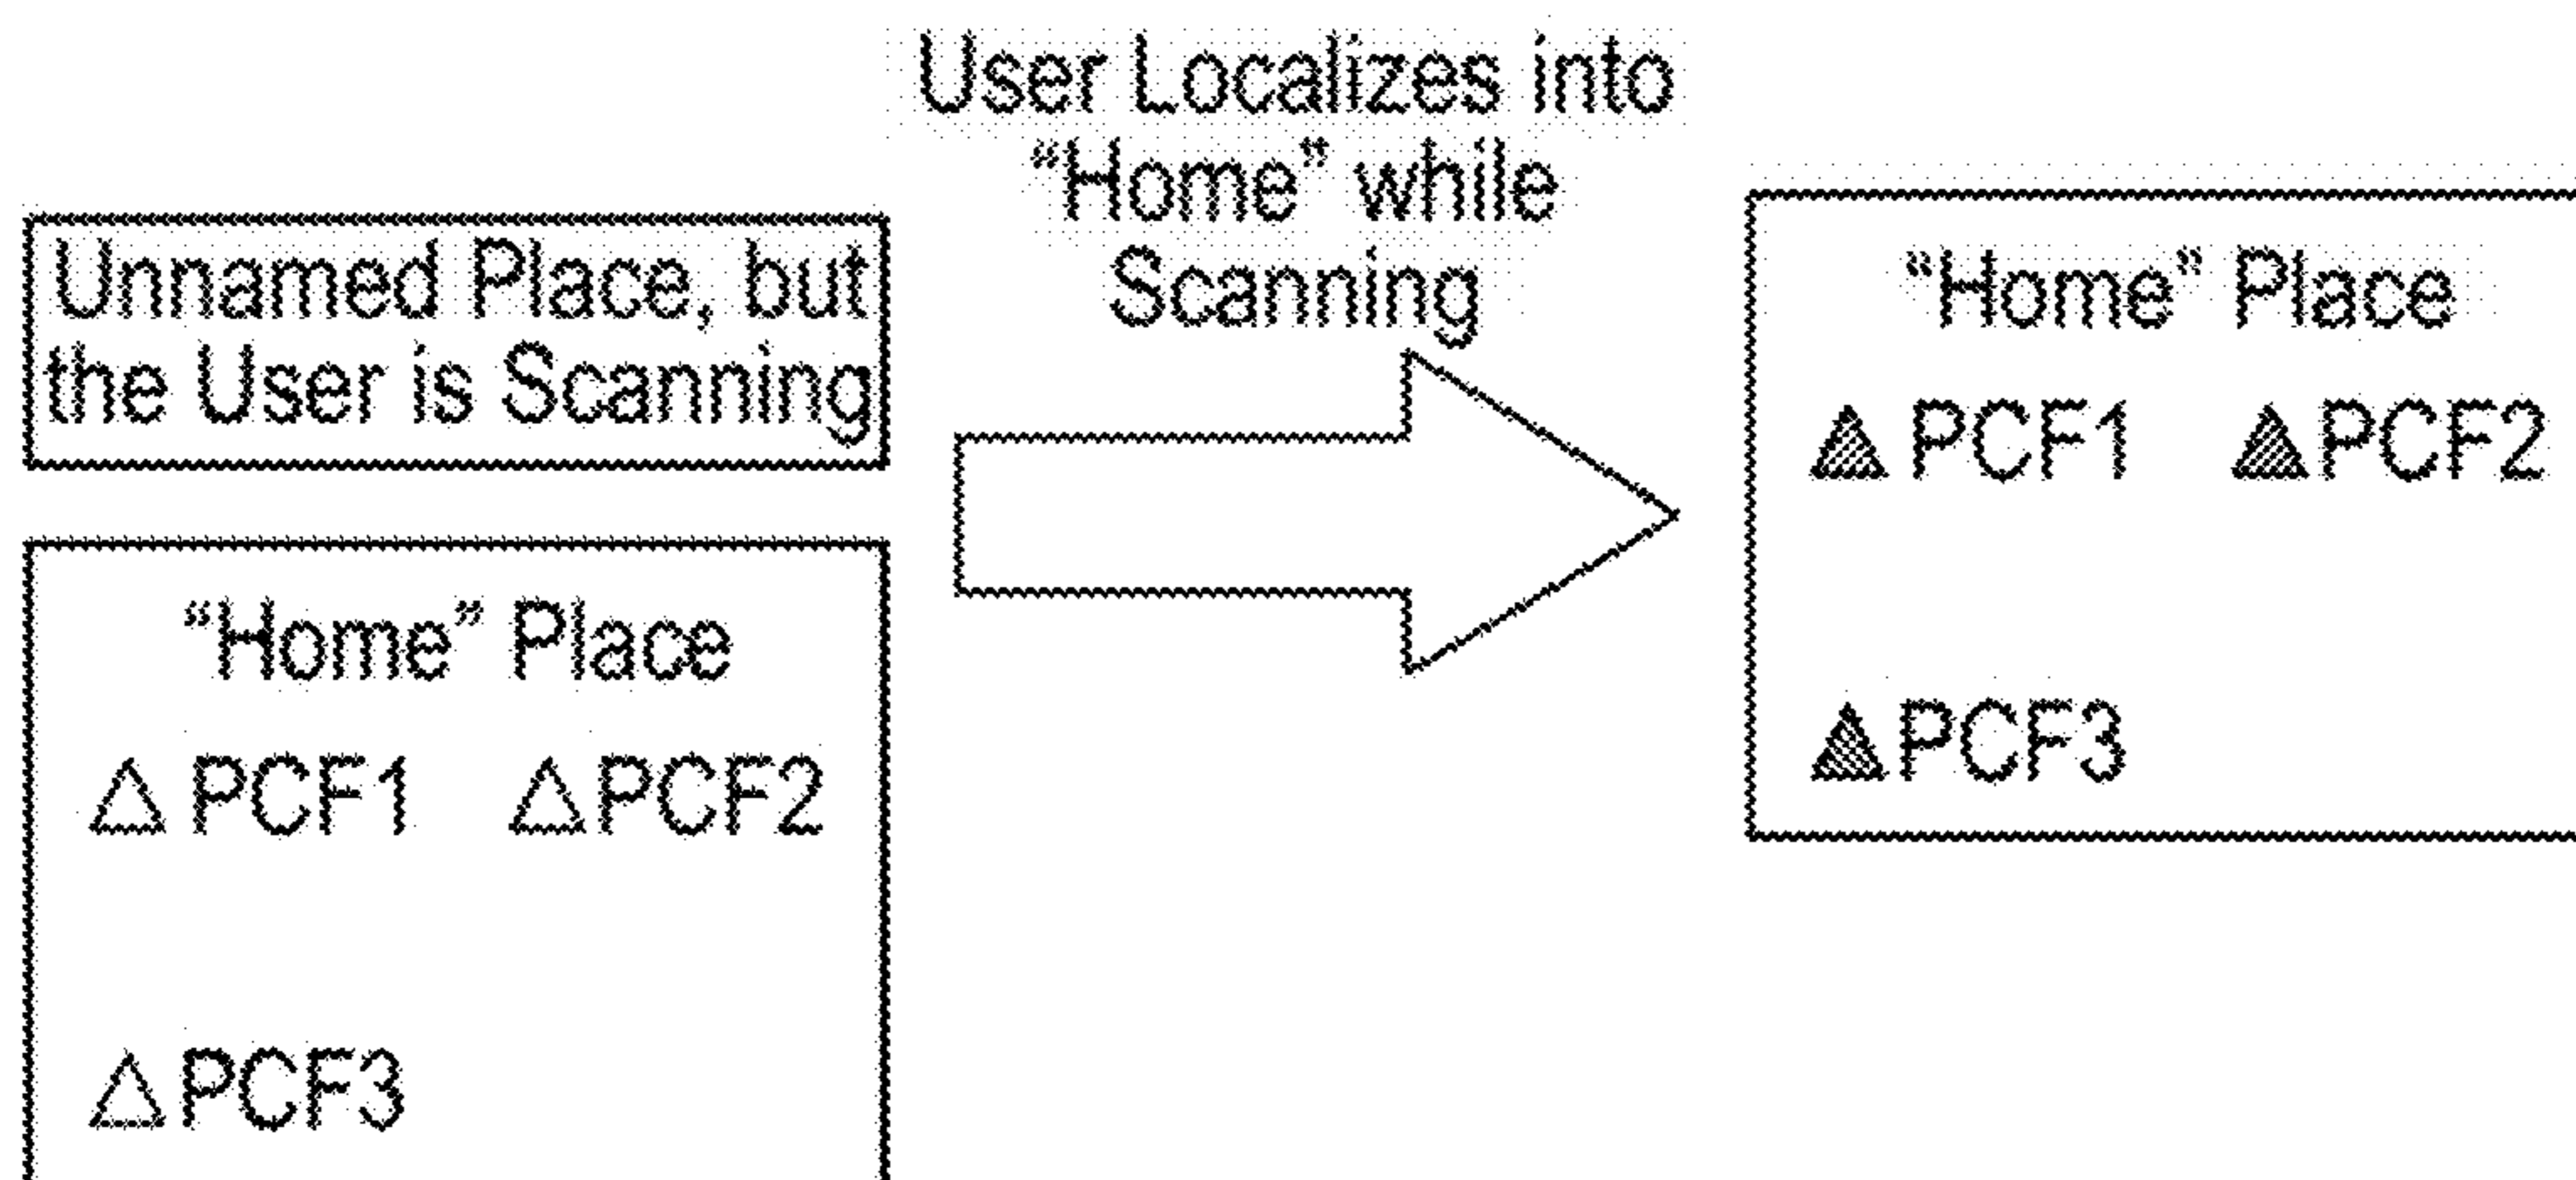 User Localizes into
“Home” while
Scanning
Unnamed Place, but
the User is Scanning
“Home” Place
PCF1 PCF2
PCF3
“Home” Place
PCF1 PCF2
PCF3